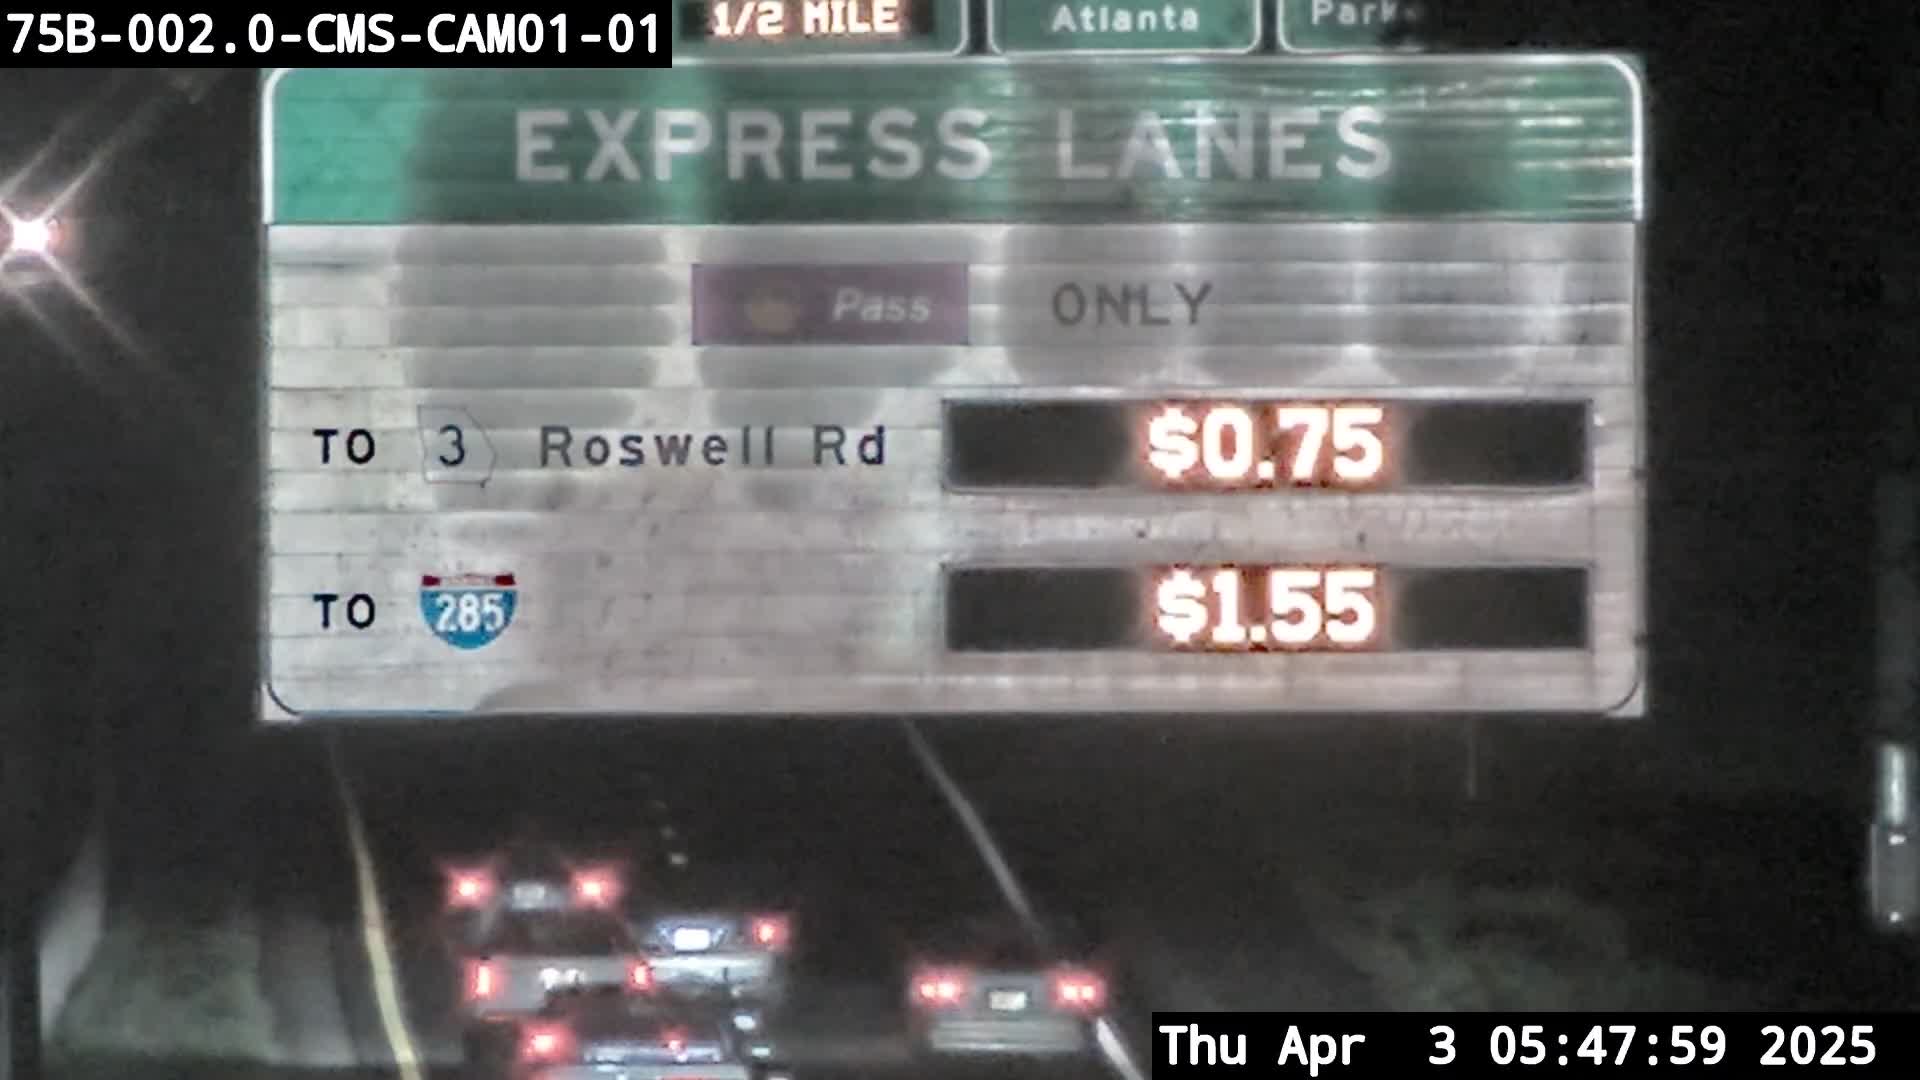 75B-002.0-CMS-CAM01-01
1/2 MILE
Atlanta
Park
EXPRESS LANES
Pass ONLY
TO 3 Roswell Rd $0.75
TO 285 $1.55
Thu Apr 3 05:47:59 2025